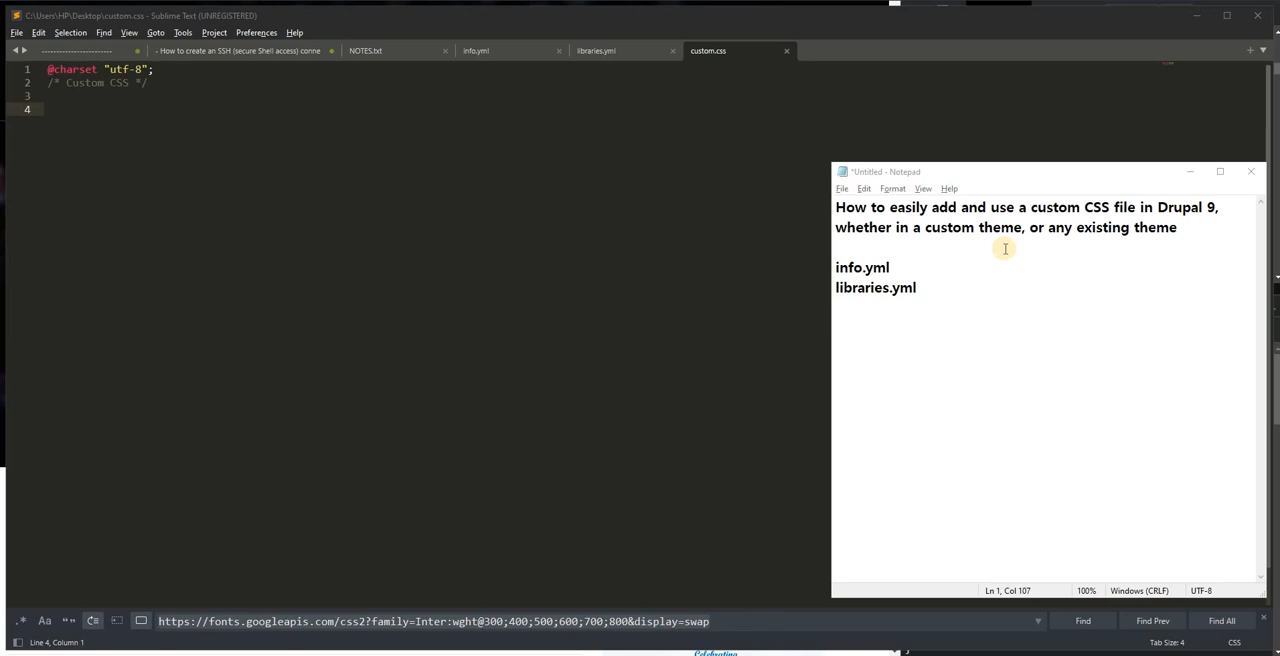 C:\Users\HP\Desktop\custom.css - Sublime Text (UNREGISTERED)
File Edit Selection Find View Goto Tools Project Preferences Help
------------------------ - How to create an SSH (secure Shell access) conne NOTES.txt info.yml libraries.yml custom.css
1 @charset "utf-8";
2 /* Custom CSS */
3
4
*Untitled - Notepad
File Edit Format View Help
How to easily add and use a custom CSS file in Drupal 9,
whether in a custom theme, or any existing theme
info.yml
libraries.yml
Ln 1, Col 107 100% Windows (CRLF) UTF-8
.* Aa “” https://fonts.googleapis.com/css2?family=Inter:wght@300;400;500;600;700;800&display=swap Find Find Prev Find All
Line 4, Column 1 Tab Size: 4 CSS
Celebrating